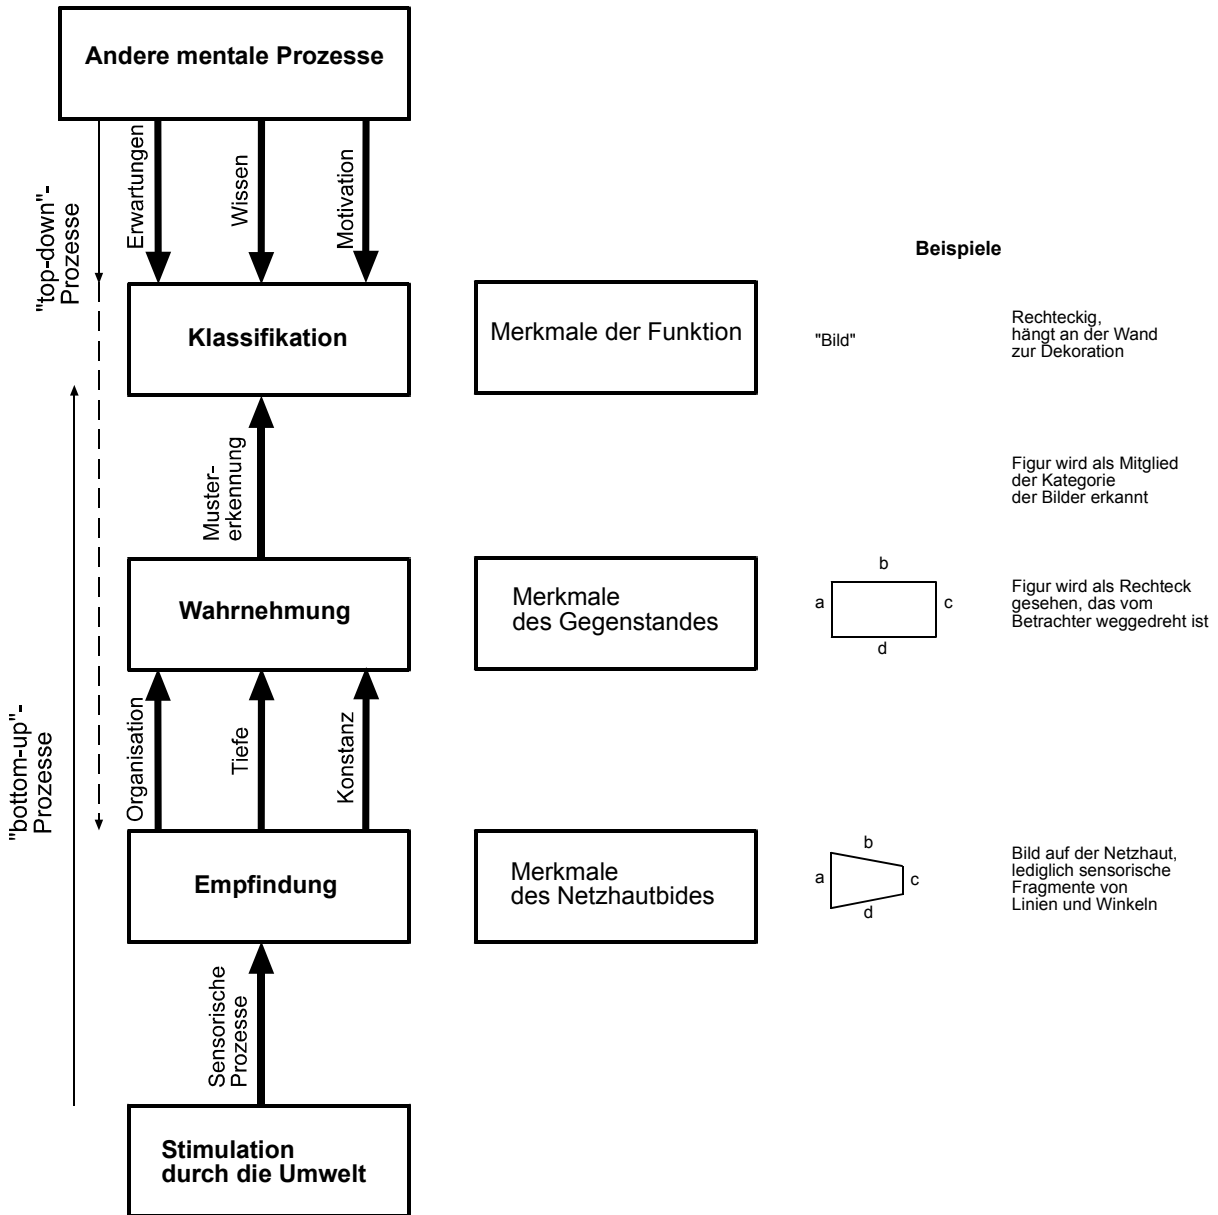 Andere mentale Prozesse
"top-down"-
Prozesse
Erwartungen
Wissen
Motivation
Beispiele
Klassifikation
Merkmale der Funktion
"Bild"
Rechteckig,
hängt an der Wand
zur Dekoration
Muster-
erkennung
Figur wird als Mitglied
der Kategorie
der Bilder erkannt
Wahrnehmung
Merkmale
des Gegenstandes
b
a
c
d
Figur wird als Rechteck
gesehen, das vom
Betrachter weggedreht ist
"bottom-up"-
Prozesse
Organisation
Tiefe
Konstanz
Empfindung
Merkmale
des Netzhautbides
b
a
c
d
Bild auf der Netzhaut,
lediglich sensorische
Fragmente von
Linien und Winkeln
Sensorische
Prozesse
Stimulation
durch die Umwelt